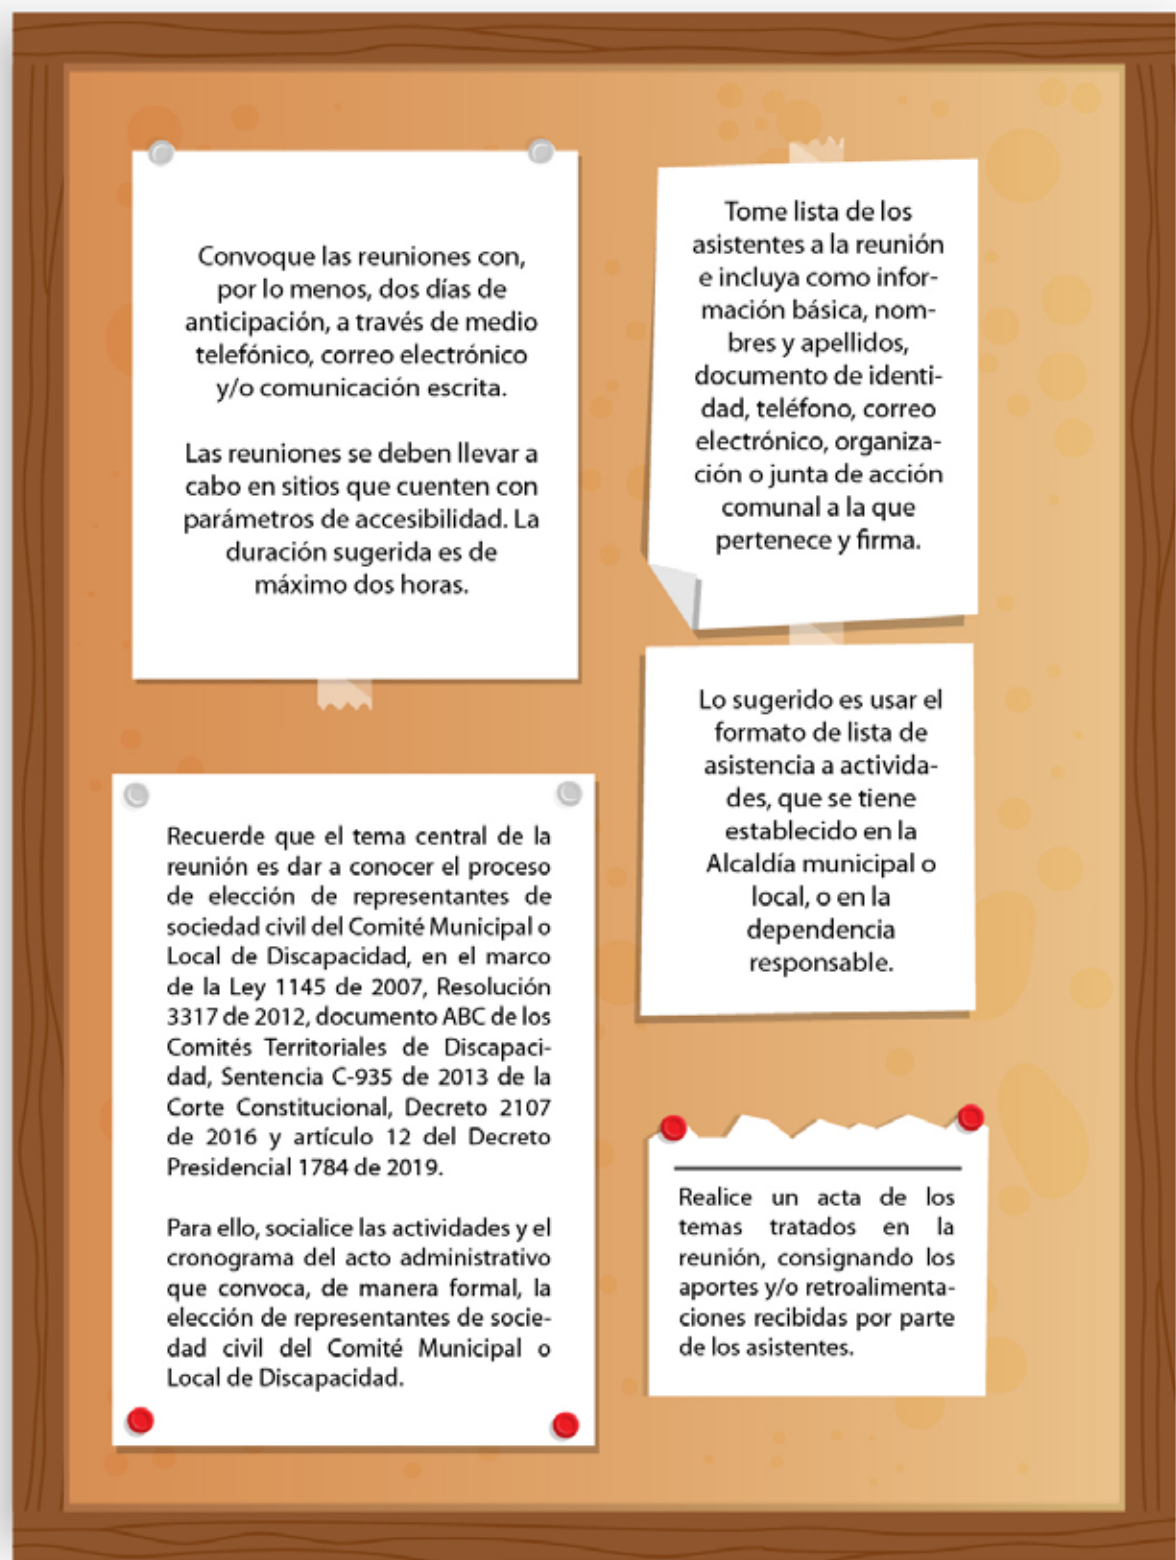 Convoque las reuniones con,
por lo menos, dos días de
anticipación, a través de medio
telefónico, correo electrónico
y/o comunicación escrita.
Las reuniones se deben llevar a
cabo en sitios que cuenten con
parámetros de accesibilidad. La
duración sugerida es de
máximo dos horas.
Tome lista de los
asistentes a la reunión
e incluya como infor-
mación básica, nom-
bres y apellidos,
documento de identi-
dad, teléfono, correo
electrónico, organiza-
ción o junta de acción
comunal a la que
pertenece y firma.
Lo sugerido es usar el
formato de lista de
asistencia a activida-
des, que se tiene
establecido en la
Alcaldía municipal o
local, o en la
dependencia
responsable.
Recuerde que el tema central de la
reunión es dar a conocer el proceso
de elección de representantes de
sociedad civil del Comité Municipal o
Local de Discapacidad, en el marco
de la Ley 1145 de 2007, Resolución
3317 de 2012, documento ABC de los
Comités Territoriales de Discapaci-
dad, Sentencia C-935 de 2013 de la
Corte Constitucional, Decreto 2107
de 2016 y artículo 12 del Decreto
Presidencial 1784 de 2019.
Para ello, socialice las actividades y el
cronograma del acto administrativo
que convoca, de manera formal, la
elección de representantes de socie-
dad civil del Comité Municipal o
Local de Discapacidad.
Realice un acta de los
temas tratados en la
reunión, consignando los
aportes y/o retroalimenta-
ciones recibidas por parte
de los asistentes.